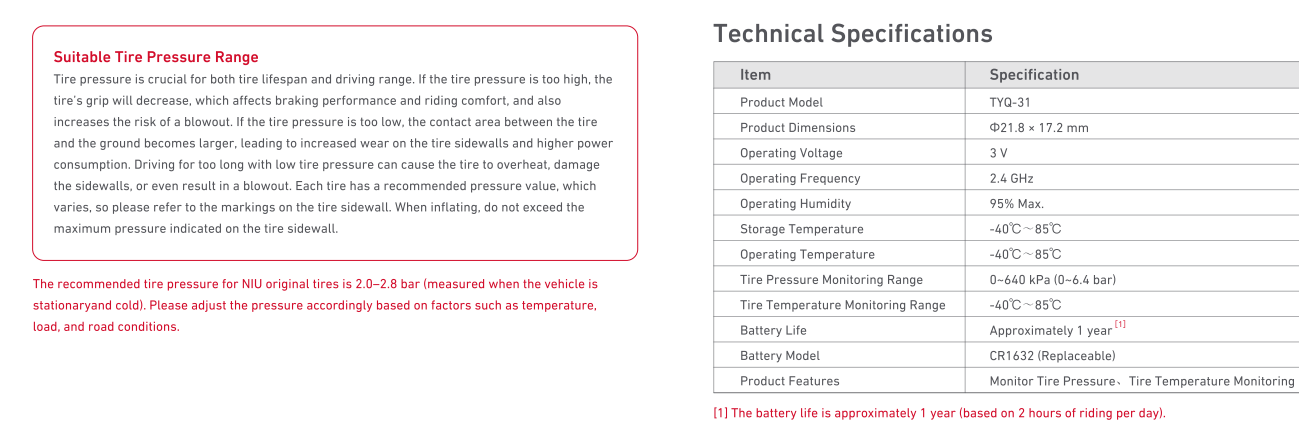 Suitable Tire Pressure Range
Tire pressure is crucial for both tire lifespan and driving range. If the tire pressure is too high, the
tire's grip will decrease, which affects braking performance and riding comfort, and also
increases the risk of a blowout. If the tire pressure is too low, the contact area between the tire
and the ground becomes larger, leading to increased wear on the tire sidewalls and higher power
consumption. Driving for too long with low tire pressure can cause the tire to overheat, damage
the sidewalls, or even result in a blowout. Each tire has a recommended pressure value, which
varies, so please refer to the markings on the tire sidewall. When inflating, do not exceed the
maximum pressure indicated on the tire sidewall.
The recommended tire pressure for NIU original tires is 2.0–2.8 bar (measured when the vehicle is
stationaryand cold). Please adjust the pressure accordingly based on factors such as temperature,
load, and road conditions.
Technical Specifications
Item Specification
Product Model TYQ-31
Product Dimensions Φ21.8 × 17.2 mm
Operating Voltage 3 V
Operating Frequency 2.4 GHz
Operating Humidity 95% Max.
Storage Temperature -40℃～85℃
Operating Temperature -40℃～85℃
Tire Pressure Monitoring Range 0~640 kPa (0~6.4 bar)
Tire Temperature Monitoring Range -40℃～85℃
Battery Life Approximately 1 year [1]
Battery Model CR1632 (Replaceable)
Product Features Monitor Tire Pressure、Tire Temperature Monitoring
[1] The battery life is approximately 1 year (based on 2 hours of riding per day).